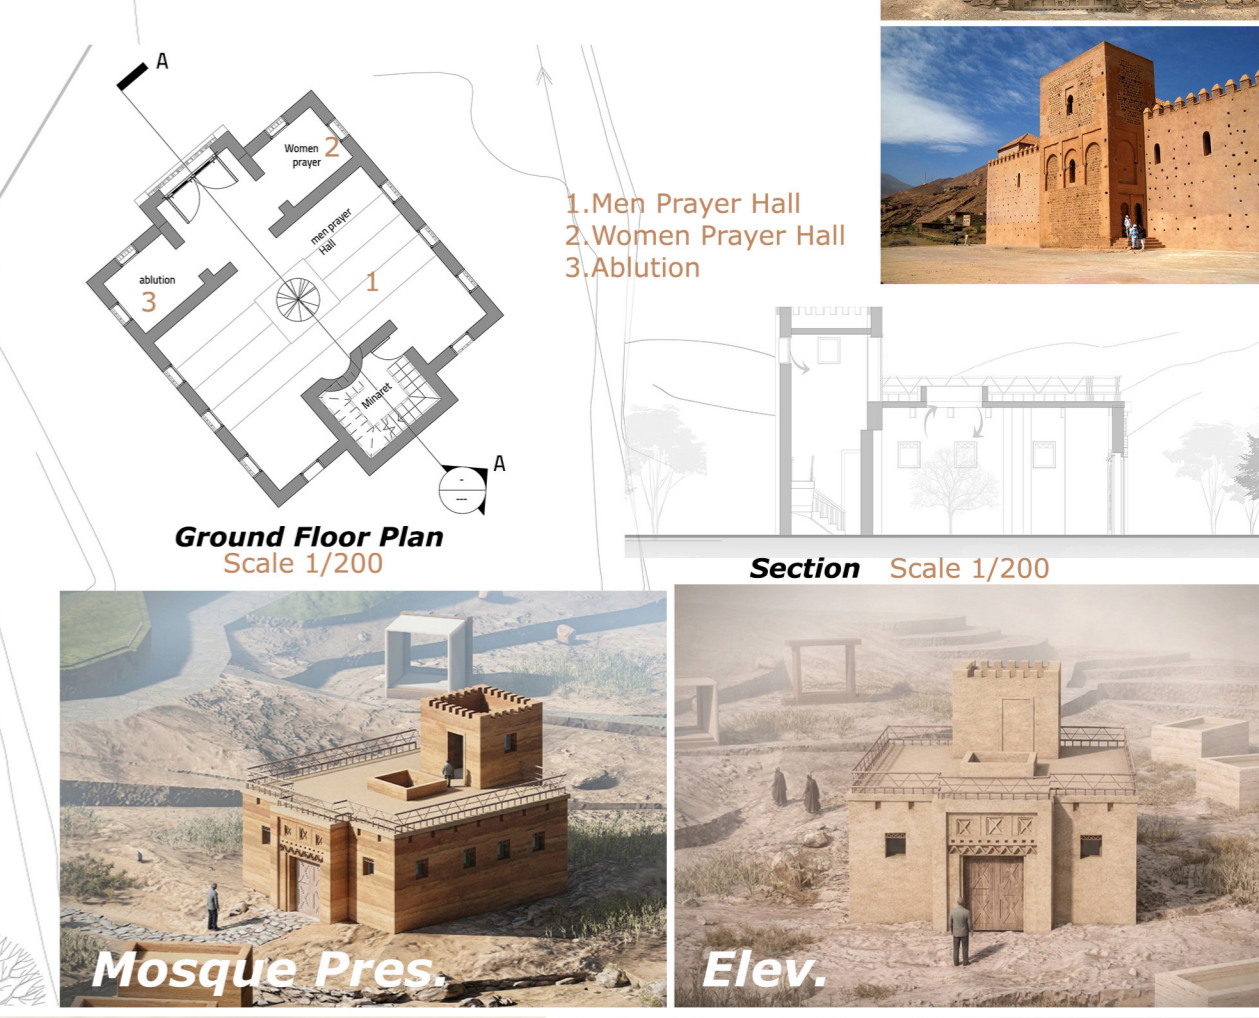 A
Women
prayer
2
men prayer
Hall
ablution
3
1
Minaret
A
-
---
1.Men Prayer Hall
2.Women Prayer Hall
3.Ablution
Ground Floor Plan
Scale 1/200
Section Scale 1/200
Mosque Pres.
Elev.